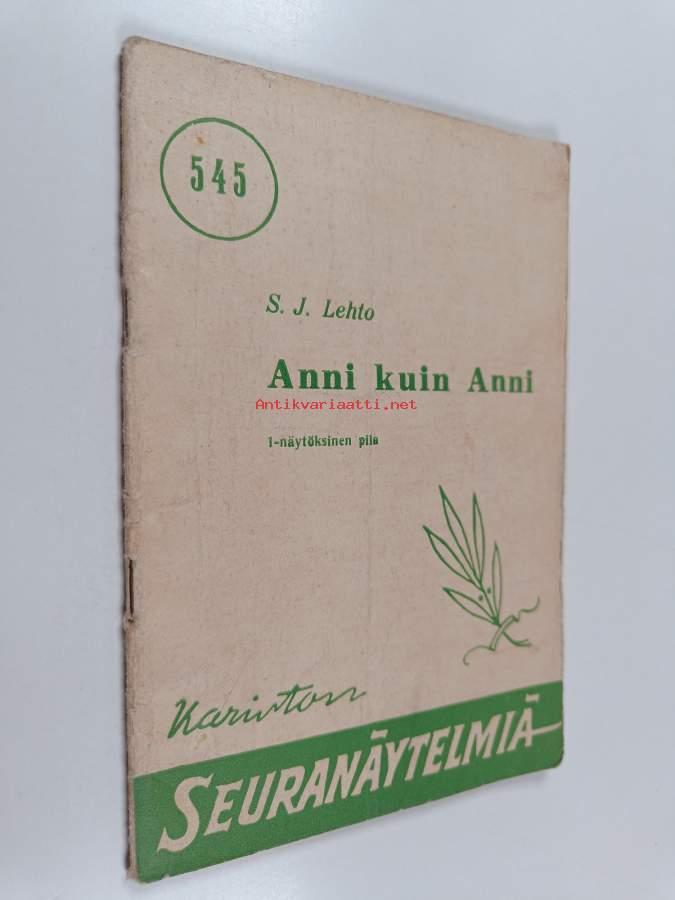 545
S. J. Lehto
Anni kuin Anni
Antikvariaatti.net
1-näytöksinen pila
Kariston
SEURANÄYTELMIÄ